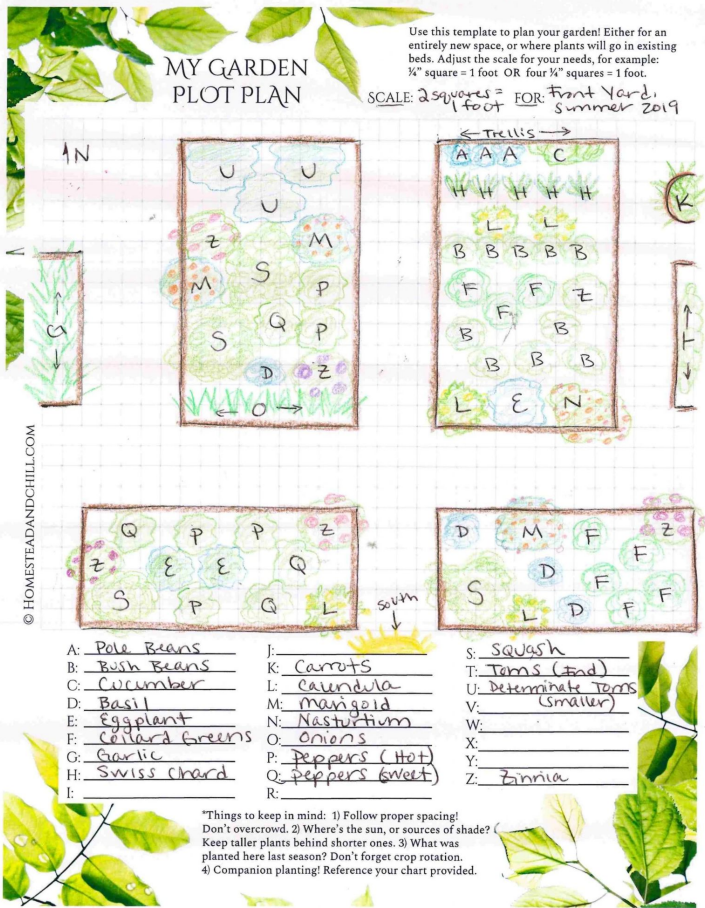 MY GARDEN
PLOT PLAN
Use this template to plan your garden! Either for an
entirely new space, or where plants will go in existing
beds. Adjust the scale for your needs, for example:
¼” square = 1 foot OR four ¼” squares = 1 foot.
SCALE: 2 squares = 1 foot FOR: Front Yard, Summer 2019
↑N
← Trellis →
U U
U
Z M
S
M P
Q P
S
D Z
← O →
A A A C
H H H H H
L L
B B B B B
F F Z
F
B B
B B B
L E N
K
← G →
← T →
Q P P Z
Z E E Q
S P Q L
D M F Z
F
D F
S F
L D F
south
↓
© HOMESTEADANDCHILL.COM
A: Pole Beans
B: Bush Beans
C: Cucumber
D: Basil
E: Eggplant
F: Collard Greens
G: Garlic
H: Swiss Chard
I:
J:
K: Carrots
L: Calendula
M: Marigold
N: Nasturtium
O: Onions
P: Peppers (Hot)
Q: Peppers (sweet)
R:
S: Squash
T: Toms (Ind)
U: Determinate Toms
(smaller)
V:
W:
X:
Y:
Z: Zinnia
*Things to keep in mind: 1) Follow proper spacing!
Don’t overcrowd. 2) Where’s the sun, or sources of shade?
Keep taller plants behind shorter ones. 3) What was
planted here last season? Don’t forget crop rotation.
4) Companion planting! Reference your chart provided.